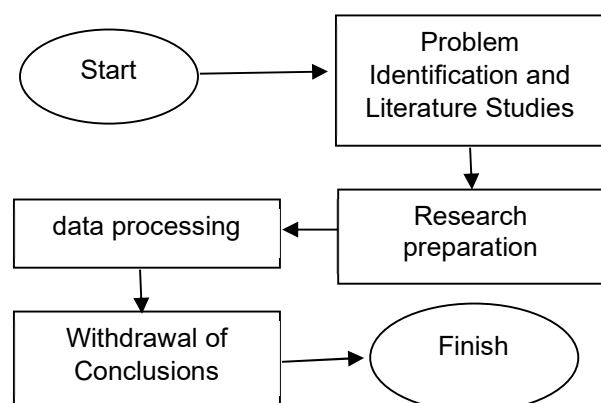 Start
Problem
Identification and
Literature Studies
Research
preparation
data processing
Withdrawal of
Conclusions
Finish